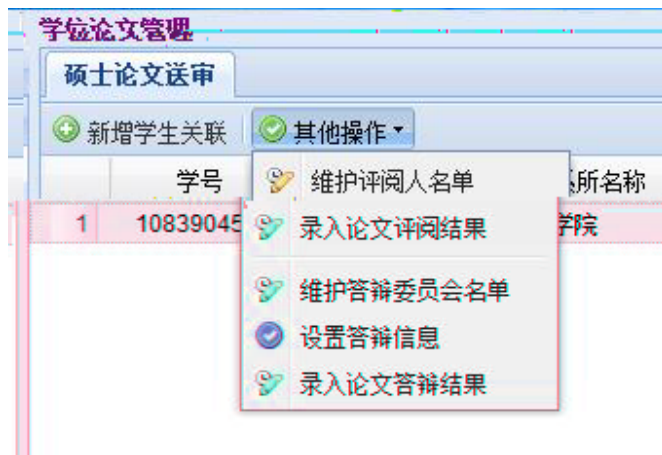 学位论文管理
硕士论文送审
新增学生关联 其他操作
学号 所名称
1 10839045 学院
维护评阅人名单
录入论文评阅结果
维护答辩委员会名单
设置答辩信息
录入论文答辩结果